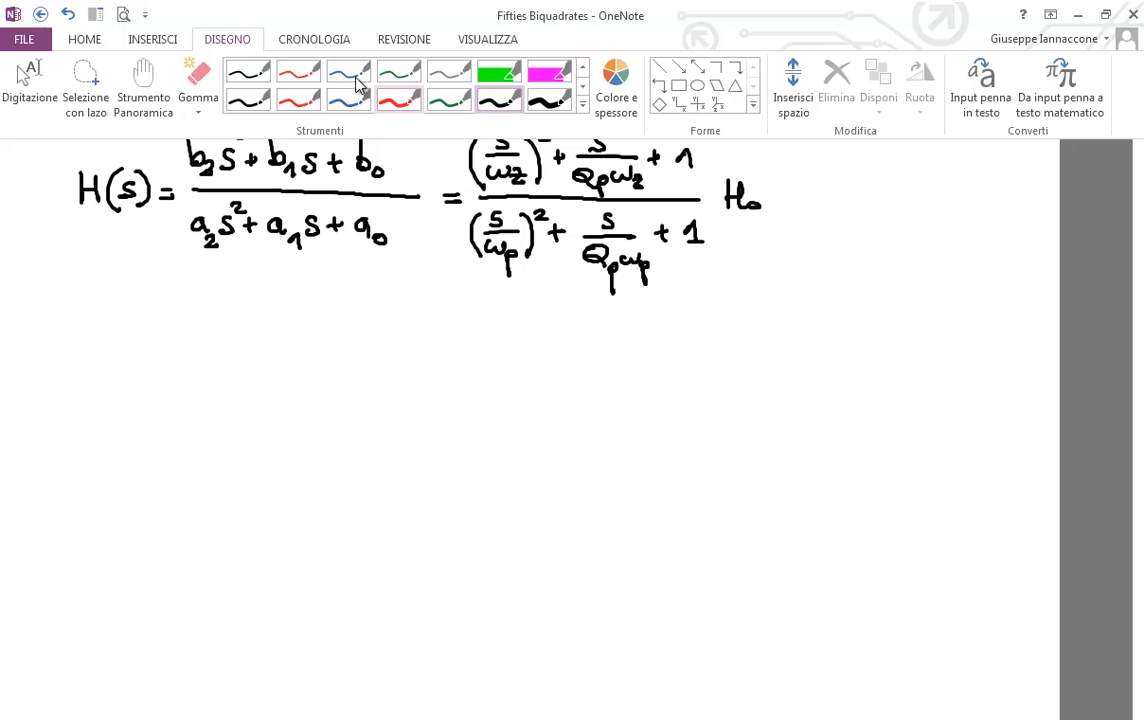 Fifties Biquadrates - OneNote
FILE HOME INSERISCI DISEGNO CRONOLOGIA REVISIONE VISUALIZZA Giuseppe Iannaccone
Digitazione Selezione con lazo Strumento Panoramica Gomma Colore e spessore Inserisci spazio Elimina Disponi Ruota Input penna in testo Da input penna a testo matematico
Strumenti Forme Modifica Converti
H(s) = (b₂s² + b₁s + b₀) / (a₂s² + a₁s + a₀) = ((s/ωz)² + s/(Qpωz) + 1) / ((s/ωp)² + s/(Qpωp) + 1) H₀